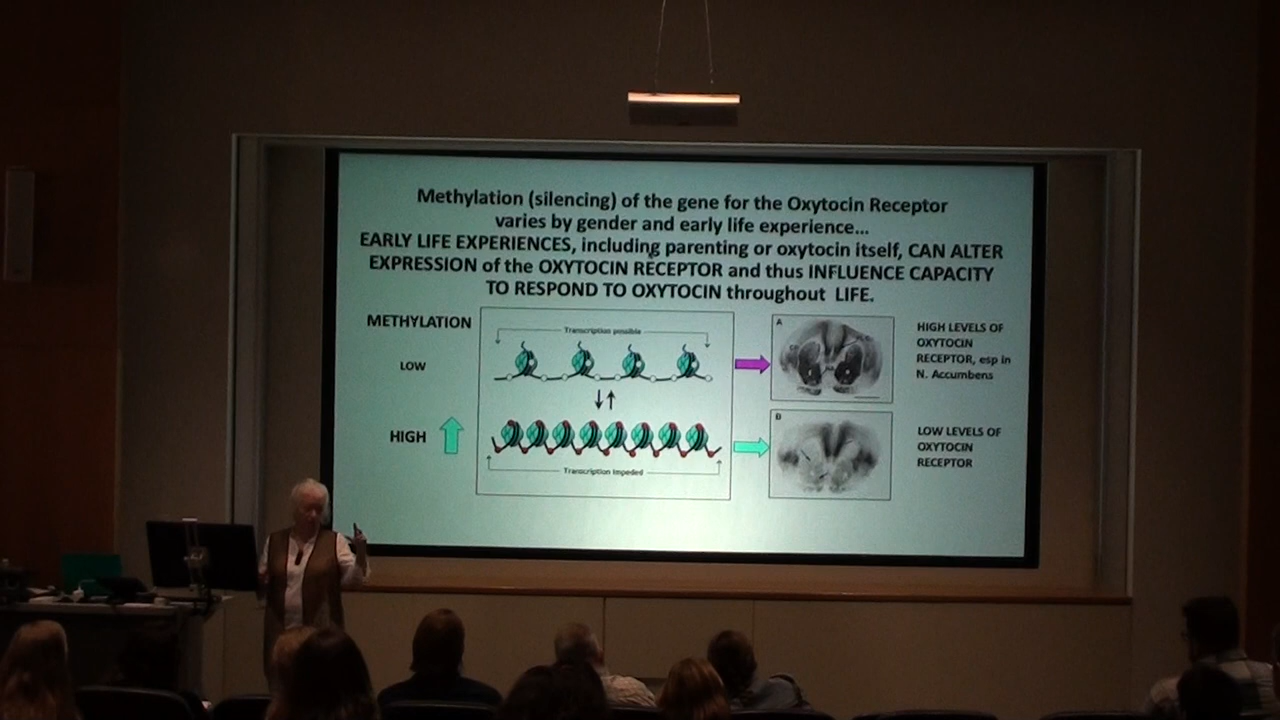 Methylation (silencing) of the gene for the Oxytocin Receptor
varies by gender and early life experience...
EARLY LIFE EXPERIENCES, including parenting or oxytocin itself, CAN ALTER
EXPRESSION of the OXYTOCIN RECEPTOR and thus INFLUENCE CAPACITY
TO RESPOND TO OXYTOCIN throughout LIFE.
METHYLATION
LOW
HIGH
Transcription possible
Transcription impeded
A
B
HIGH LEVELS OF
OXYTOCIN
RECEPTOR, esp in
N. Accumbens
LOW LEVELS OF
OXYTOCIN
RECEPTOR